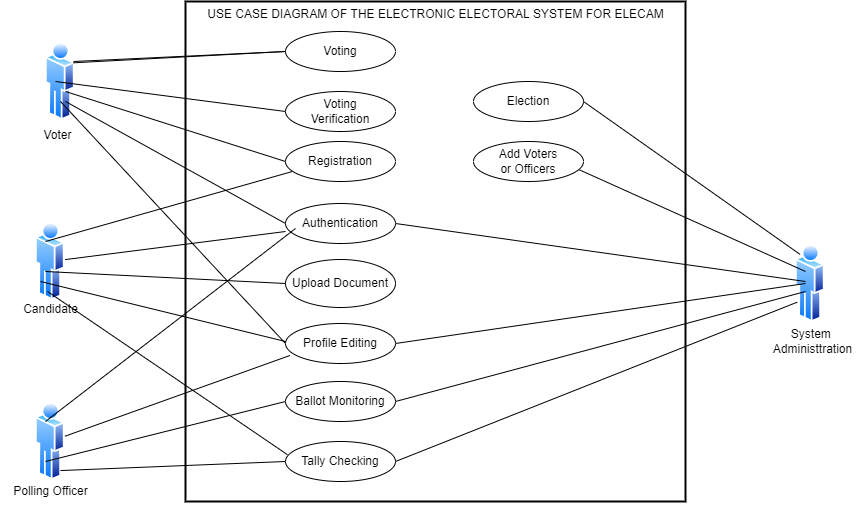 USE CASE DIAGRAM OF THE ELECTRONIC ELECTORAL SYSTEM FOR ELECAM
Voting
Election
Voting
Verification
Voter
Registration
Add Voters
or Officers
Authentication
Upload Document
Candidate
Profile Editing
System
Administtration
Ballot Monitoring
Tally Checking
Polling Officer